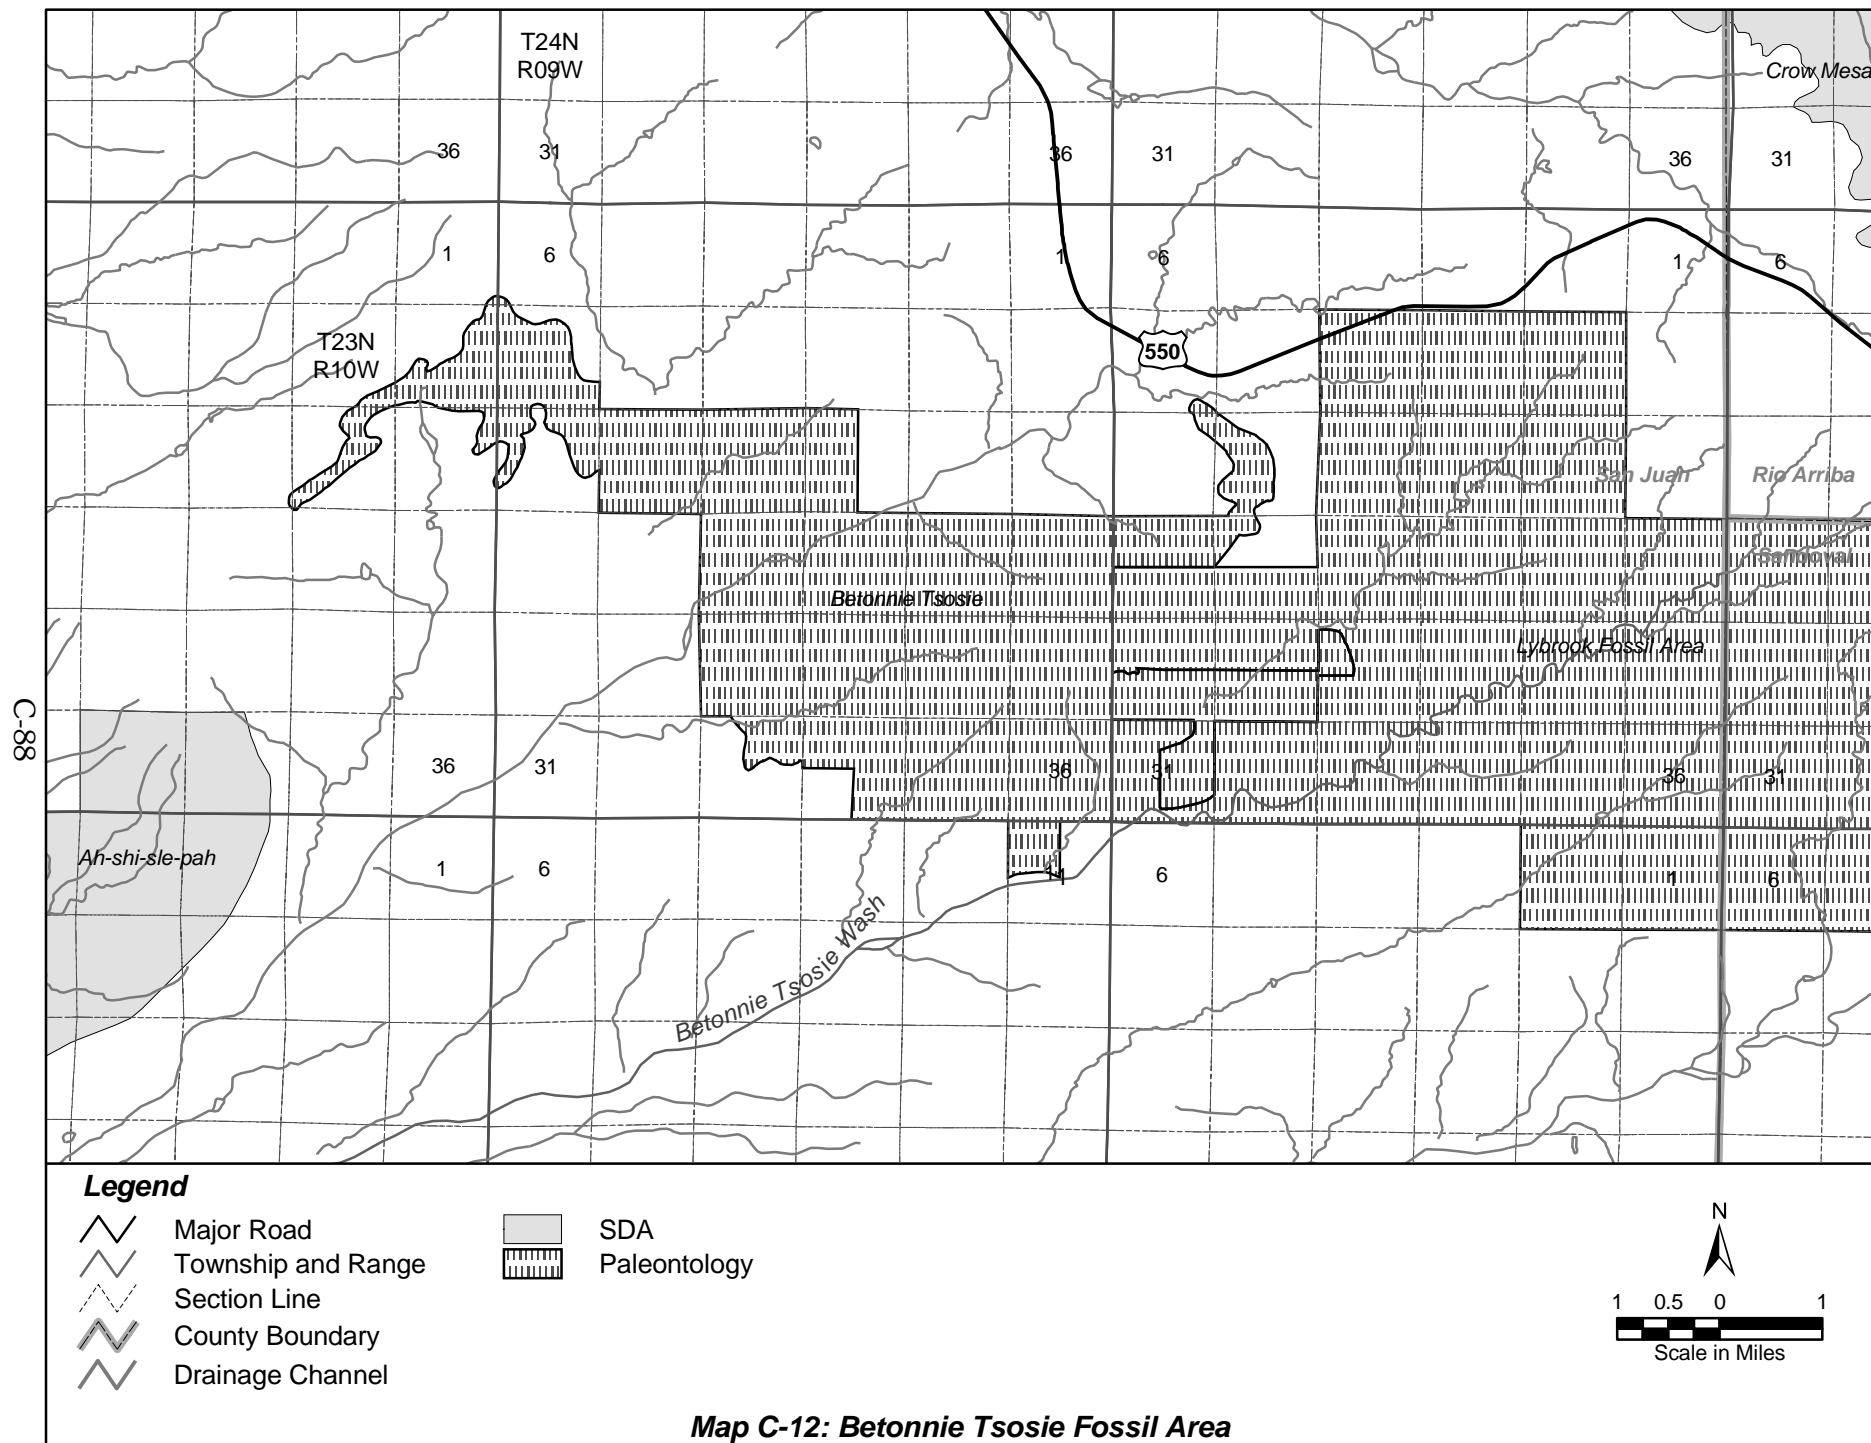 T24N
R09W
Crow Mesa
36
31
36
31
36
31
1
6
1
6
1
6
T23N
R10W
550
San Juan
Rio Arriba
Sandoval
Betonnie Tsosie
Lybrook Fossil Area
C-88
36
31
36
31
36
31
Ah-shi-sle-pah
1
6
11
6
1
6
Betonnie Tsosie Wash
Legend
Major Road
Township and Range
Section Line
County Boundary
Drainage Channel
SDA
Paleontology
N
1 0.5 0 1
Scale in Miles
Map C-12: Betonnie Tsosie Fossil Area